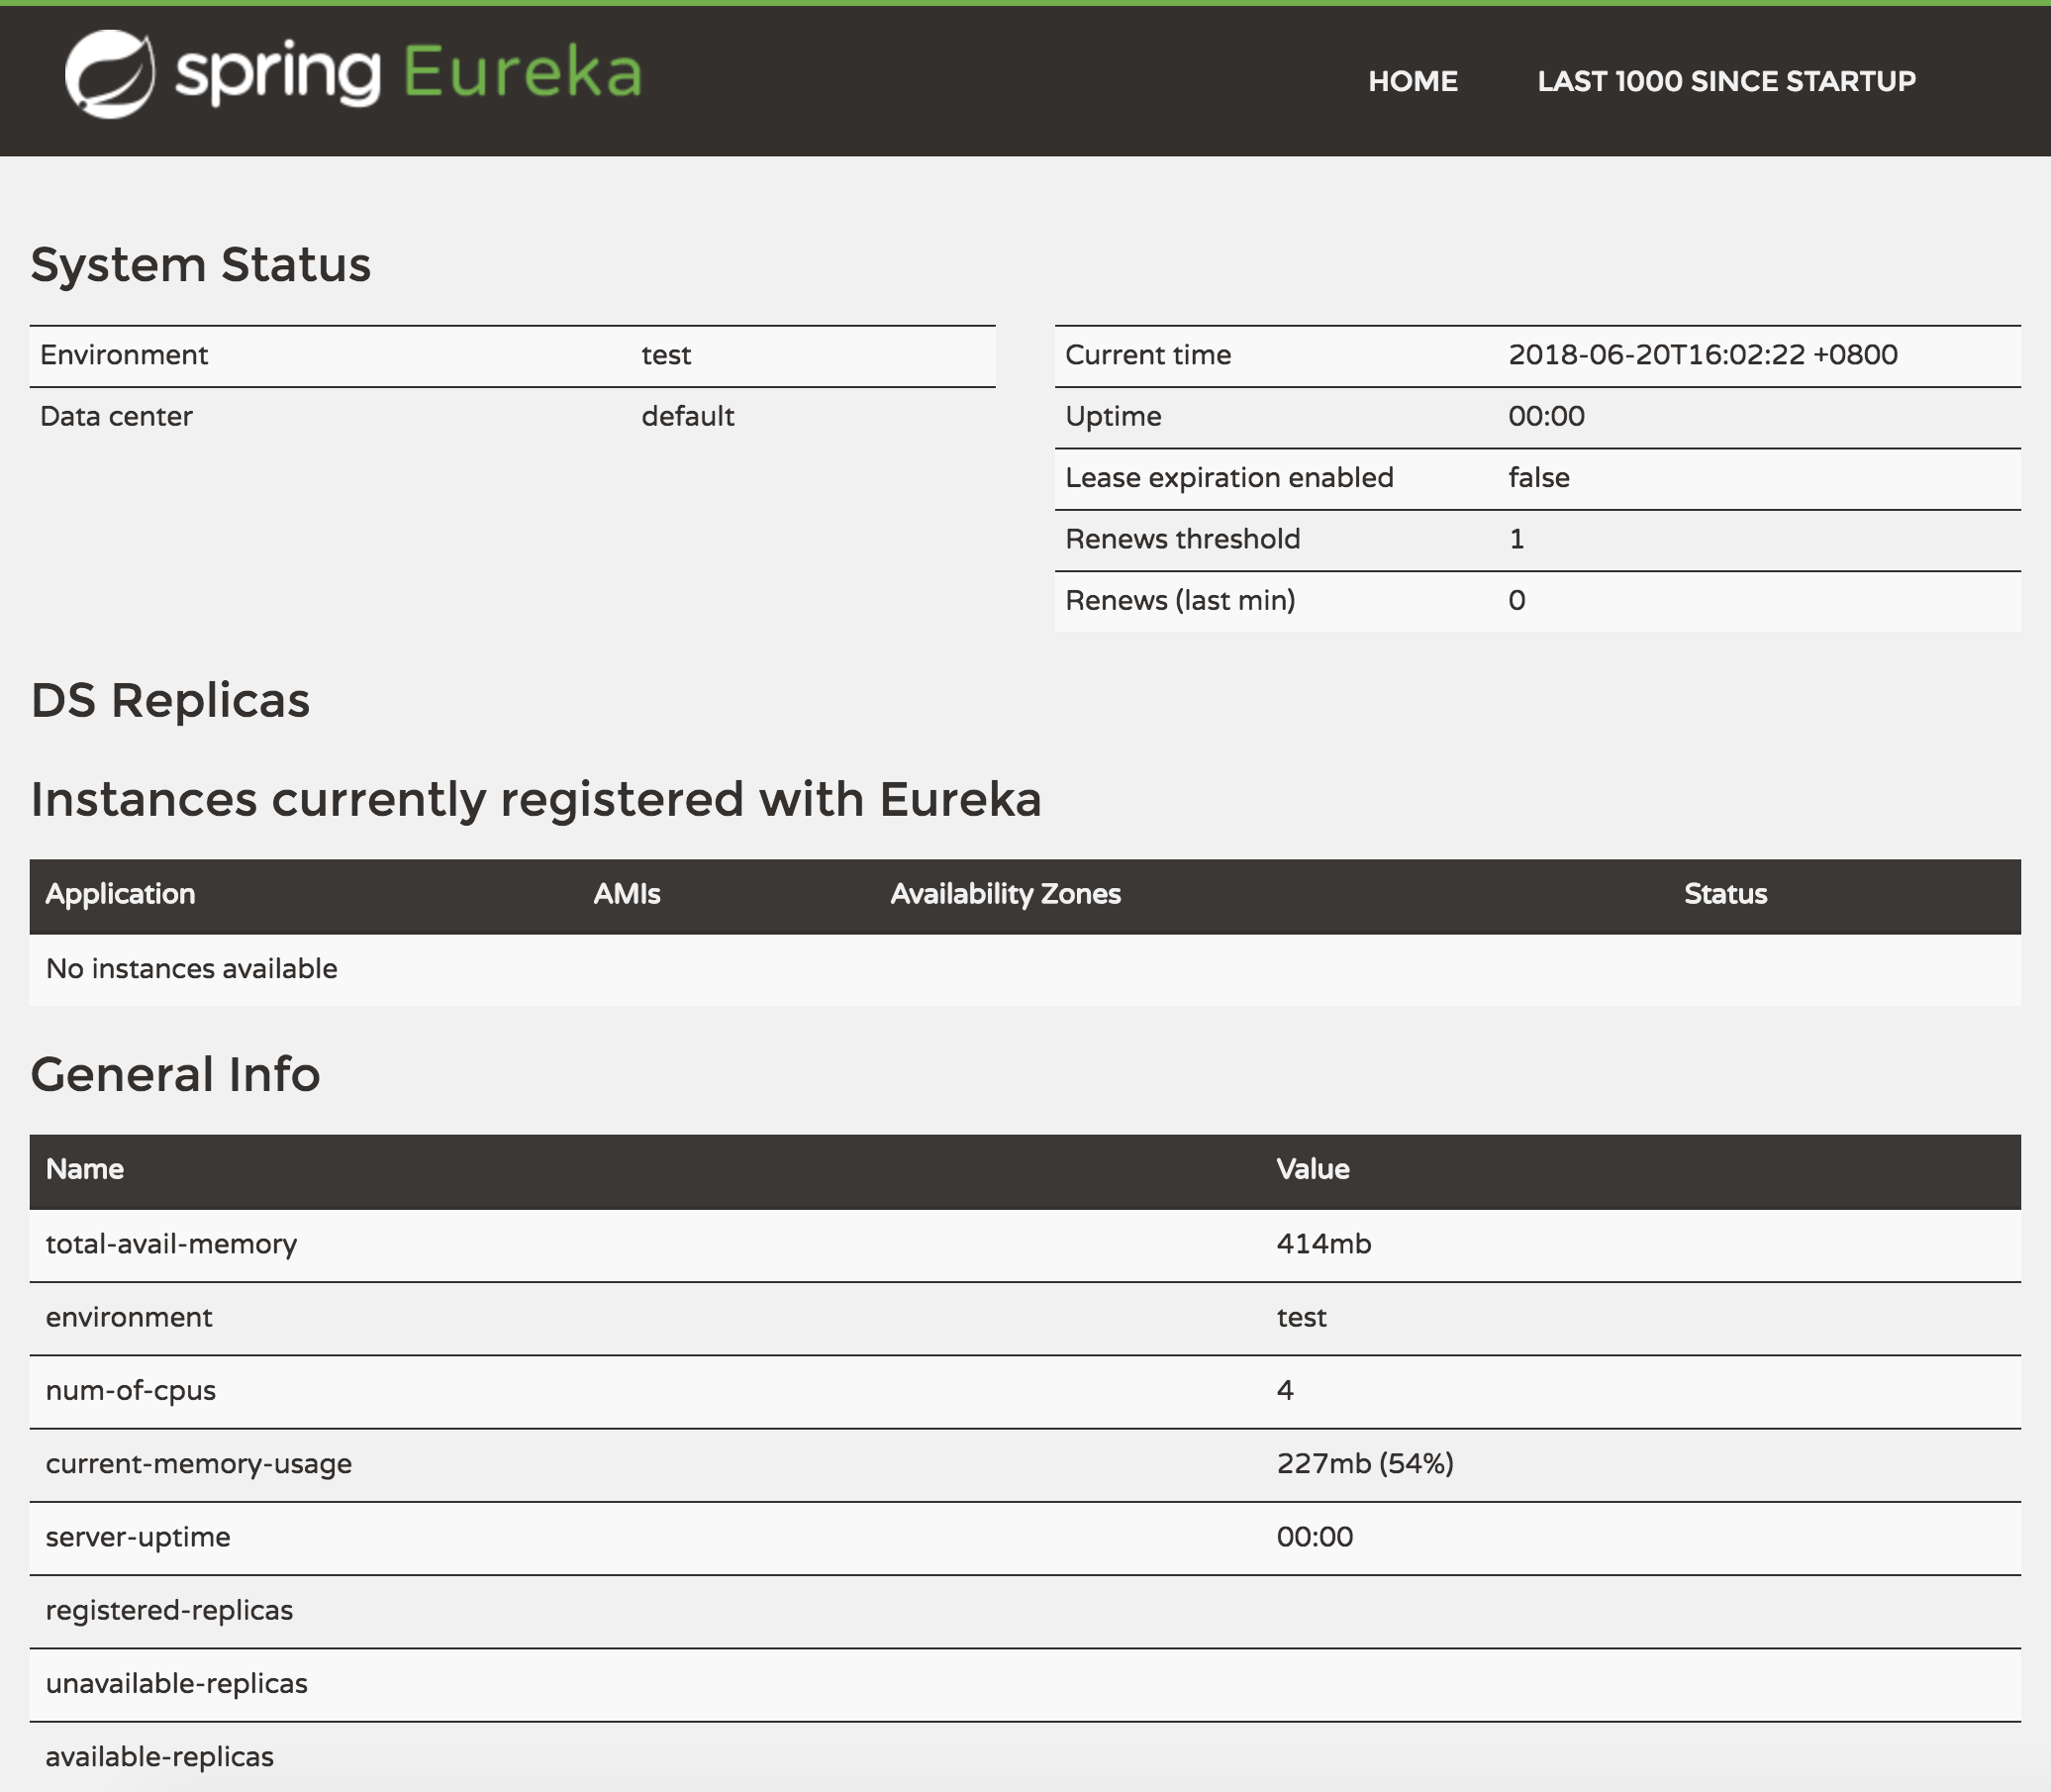 spring Eureka
HOME LAST 1000 SINCE STARTUP
System Status
Environment test
Data center default
Current time 2018-06-20T16:02:22 +0800
Uptime 00:00
Lease expiration enabled false
Renews threshold 1
Renews (last min) 0
DS Replicas
Instances currently registered with Eureka
Application AMIs Availability Zones Status
No instances available
General Info
Name Value
total-avail-memory 414mb
environment test
num-of-cpus 4
current-memory-usage 227mb (54%)
server-uptime 00:00
registered-replicas
unavailable-replicas
available-replicas